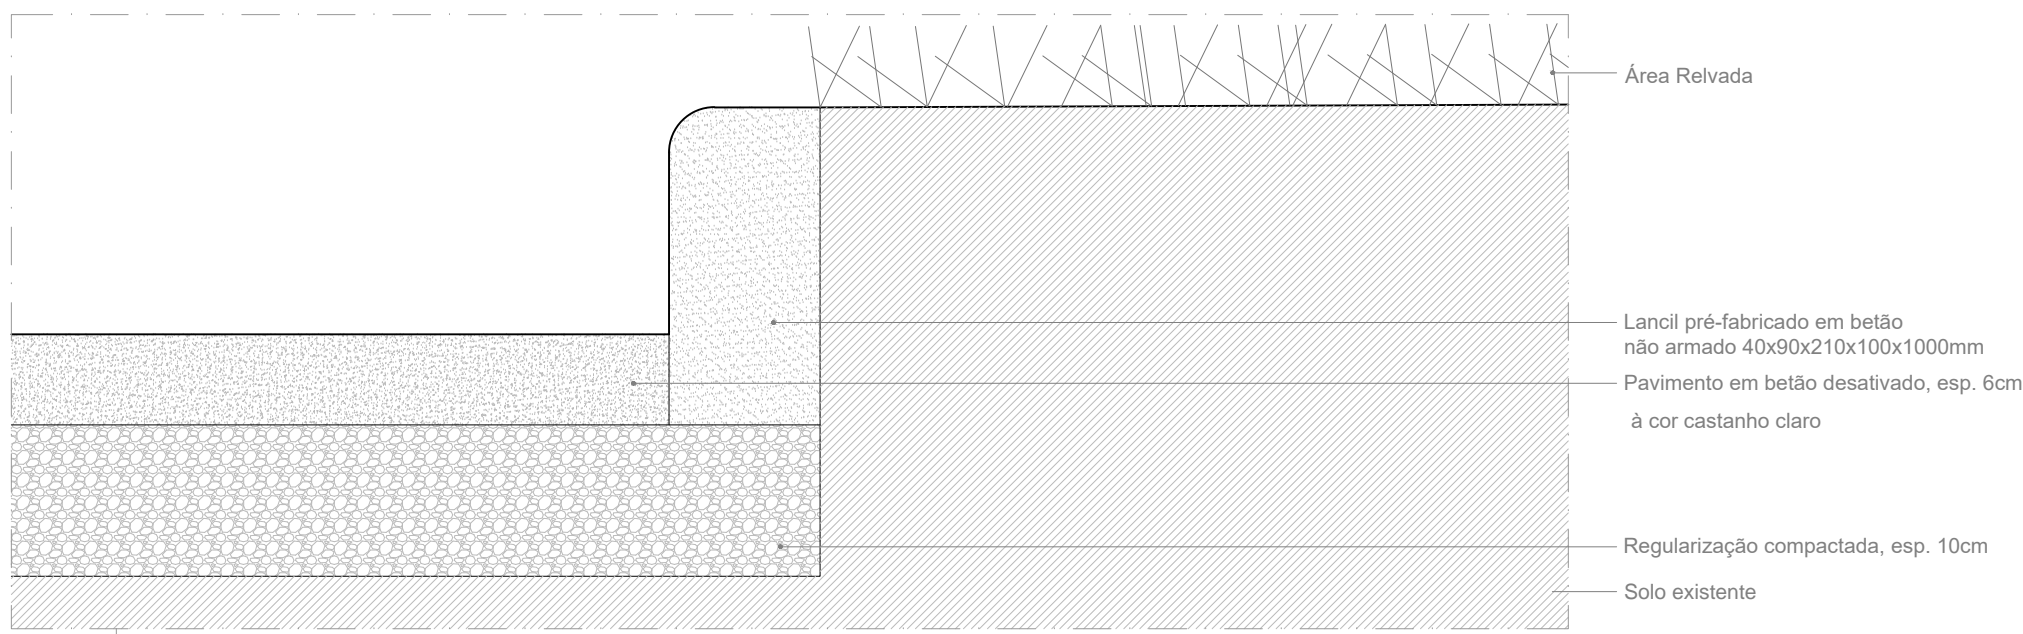 Área Relvada
Lancil pré-fabricado em betão
não armado 40x90x210x100x1000mm
Pavimento em betão desativado, esp. 6cm
à cor castanho claro
Regularização compactada, esp. 10cm
Solo existente